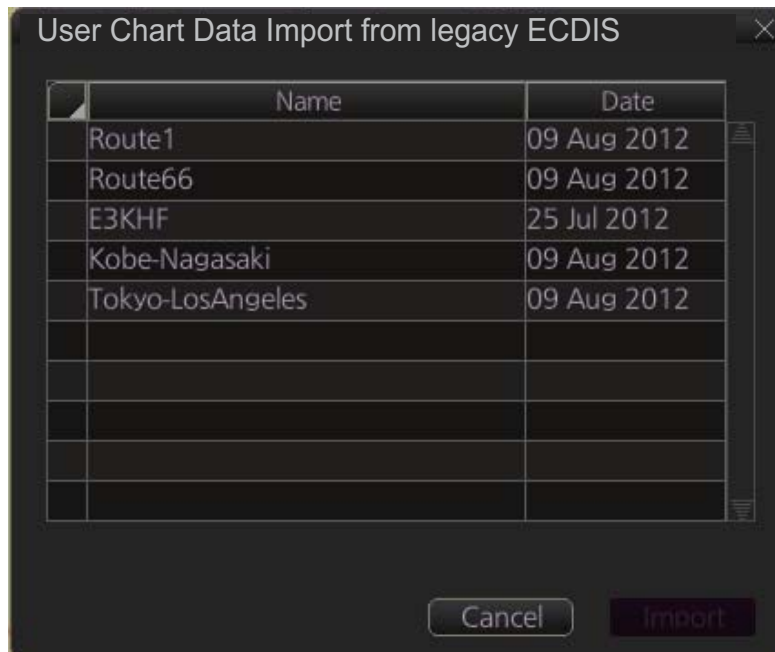 User Chart Data Import from legacy ECDIS
Name Date
Route1 09 Aug 2012
Route66 09 Aug 2012
E3KHF 25 Jul 2012
Kobe-Nagasaki 09 Aug 2012
Tokyo-LosAngeles 09 Aug 2012
Cancel Import